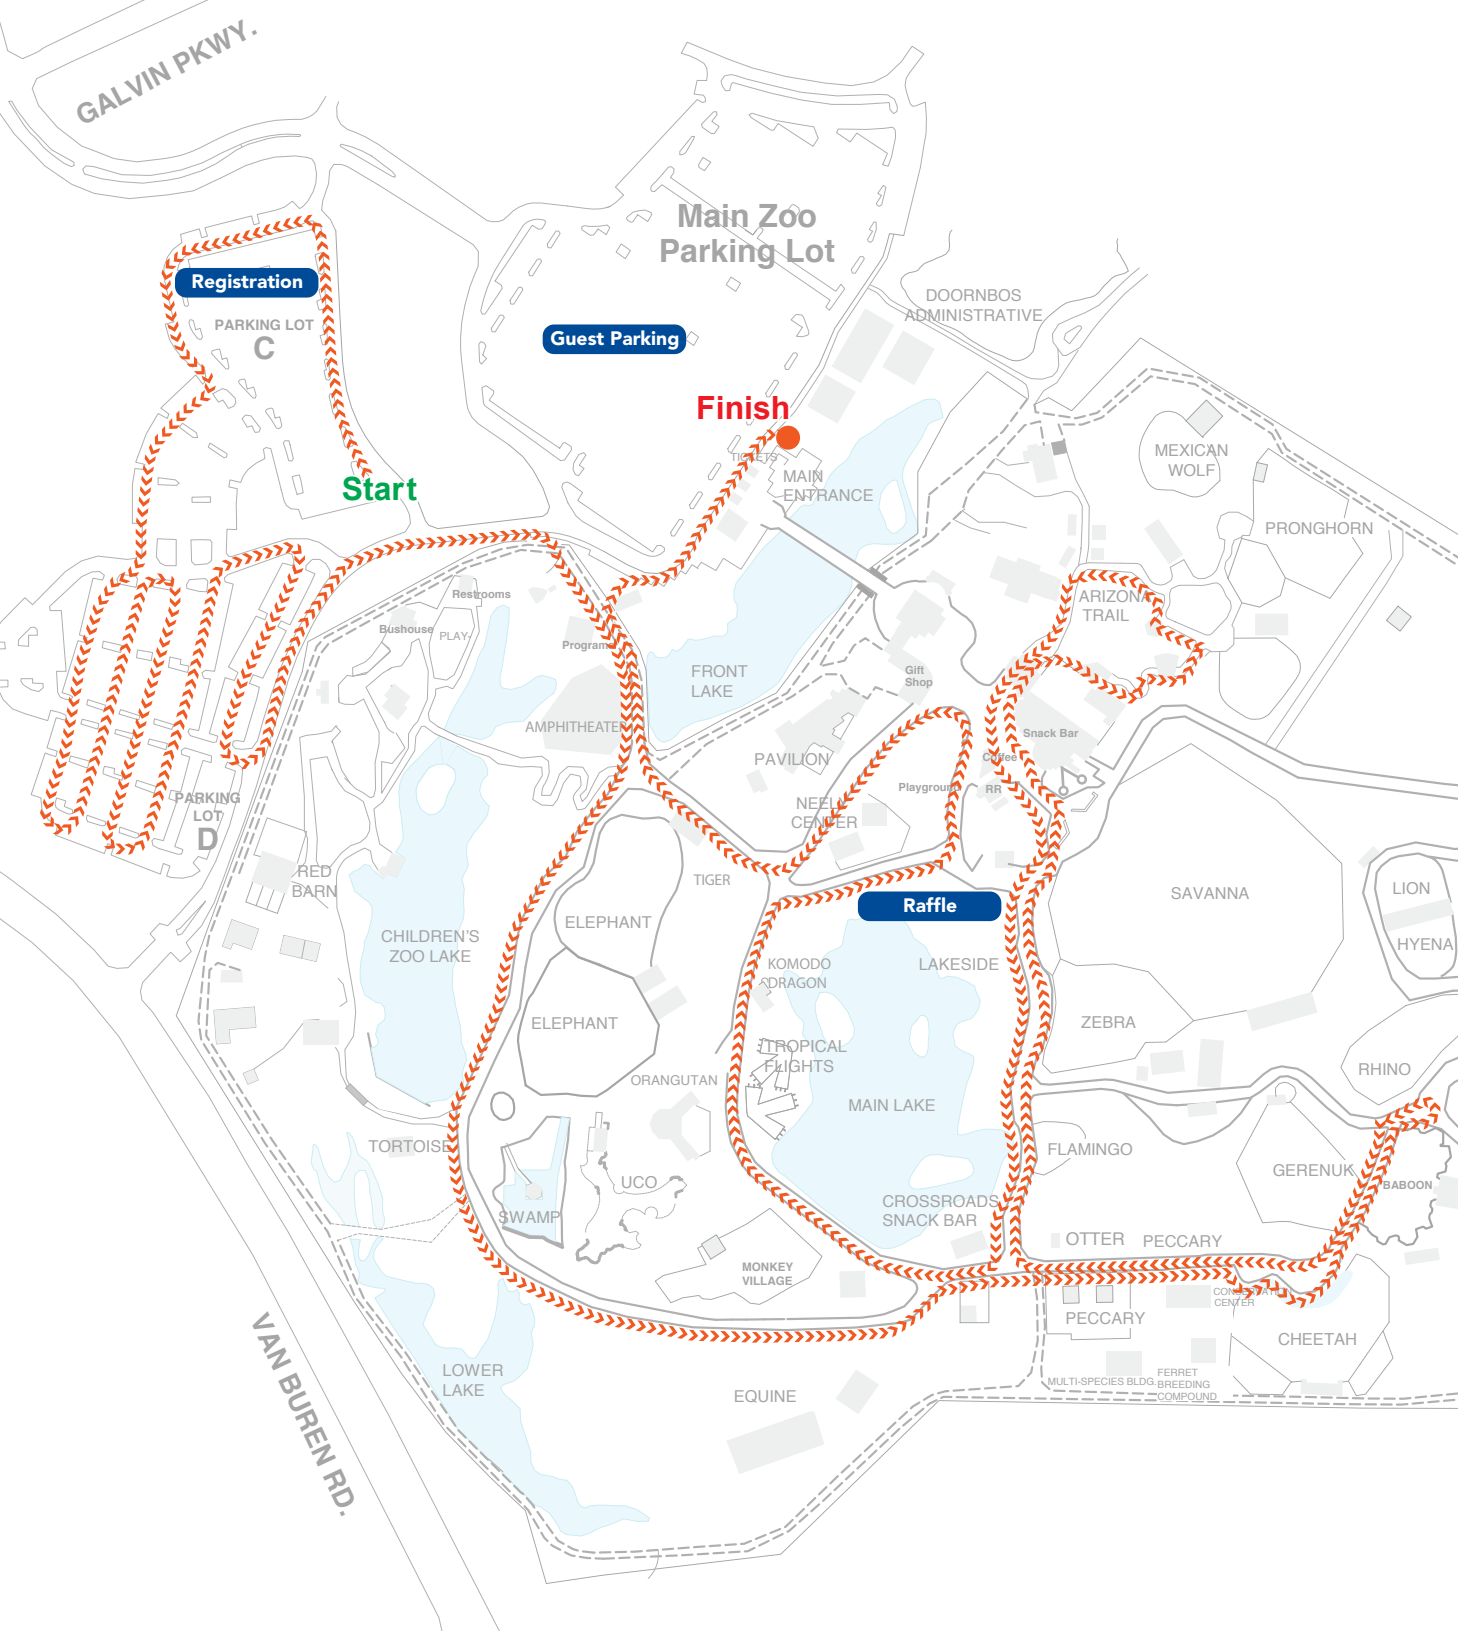 GALVIN PKWY.
Main Zoo
Parking Lot
Registration
DOORNBOS
ADMINISTRATIVE
PARKING LOT
C
Guest Parking
Finish
TICKETS
MAIN
ENTRANCE
MEXICAN
WOLF
Start
PRONGHORN
Restrooms
ARIZONA
TRAIL
Bushouse
PLAY-
Programs
FRONT
LAKE
Gift
Shop
AMPHITHEATER
Snack Bar
PAVILION
Coffee
RR
Playground
NEELY
CENTER
PARKING
LOT
D
RED
BARN
TIGER
SAVANNA
LION
Raffle
ELEPHANT
CHILDREN'S
ZOO LAKE
HYENA
KOMODO
DRAGON
LAKESIDE
ELEPHANT
ZEBRA
TROPICAL
FLIGHTS
RHINO
ORANGUTAN
MAIN LAKE
TORTOISE
FLAMINGO
GERENUK
UCO
BABOON
CROSSROADS
SNACK BAR
SWAMP
OTTER
PECCARY
MONKEY
VILLAGE
CONSERVATION
CENTER
PECCARY
CHEETAH
VAN BUREN RD.
LOWER
LAKE
MULTI-SPECIES BLDG.
FERRET
BREEDING
COMPOUND
EQUINE